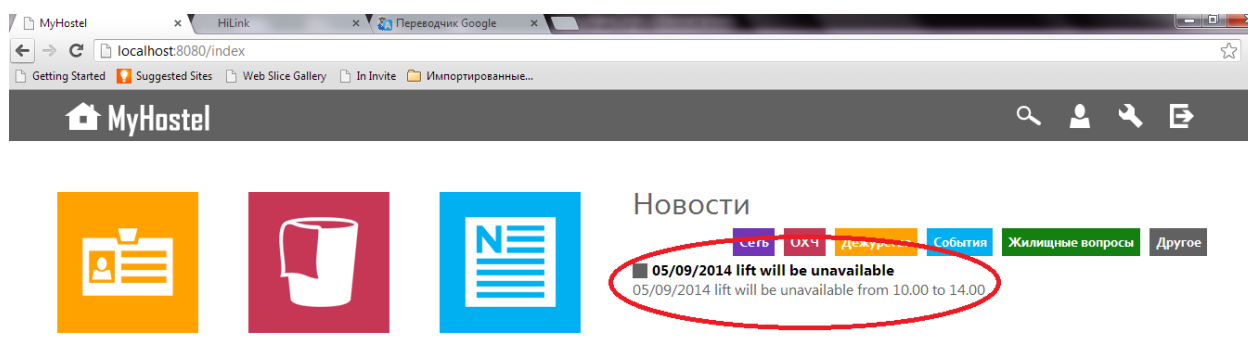 MyHostel
HiLink
Переводчик Google
localhost:8080/index
Getting Started Suggested Sites Web Slice Gallery In Invite Импортированные...
MyHostel
Новости
Сеть ОХЧ Дежурства События Жилищные вопросы Другое
05/09/2014 lift will be unavailable
05/09/2014 lift will be unavailable from 10.00 to 14.00
N